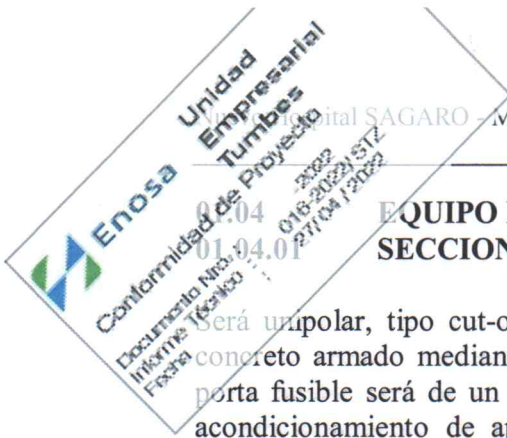 Enosa
Unidad
Empresarial
Tumbes
Conformidad de Proyecto
Documento Nro. : -2022
Informe Técnico : 016-2022/ STZ
Fecha : 27/ 04 / 2022
Hospital SAGARO - M
01.04 EQUIPO
01.04.01 SECCION
Será unipolar, tipo cut-o
concreto armado median
porta fusible será de un
acondicionamiento de